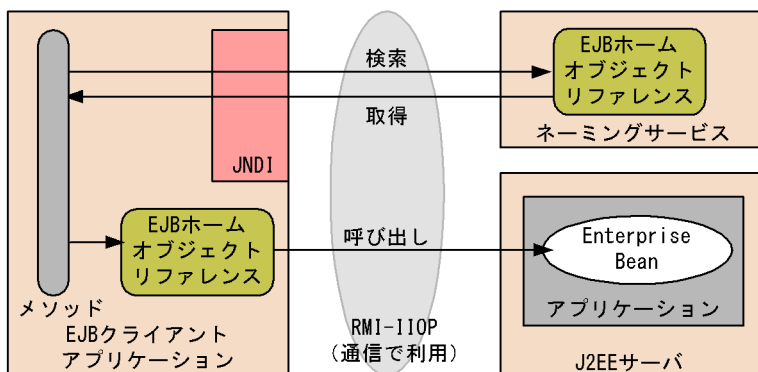 検索
取得
JNDI
EJBホーム
オブジェクト
リファレンス
ネーミングサービス
EJBホーム
オブジェクト
リファレンス
メソッド
EJBクライアント
アプリケーション
呼び出し
RMI-IIOP
（通信で利用）
Enterprise
Bean
アプリケーション
J2EEサーバ